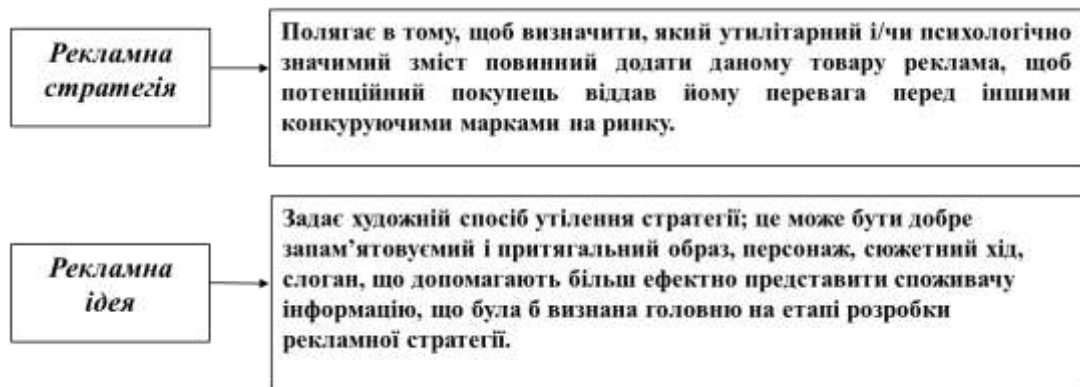 Рекламна
стратегія
Полягає в тому, щоб визначити, який утилітарний і/чи психологічно
значимий зміст повинний додати даному товару реклама, щоб
потенційний покупець віддав йому перевага перед іншими
конкуруючими марками на ринку.
Рекламна
ідея
Задає художній спосіб утілення стратегії; це може бути добре
запам’ятовуємий і притягальний образ, персонаж, сюжетний хід,
слоган, що допомагають більш ефектно представити споживачу
інформацію, що була б визнана головню на етапі розробки
рекламної стратегії.